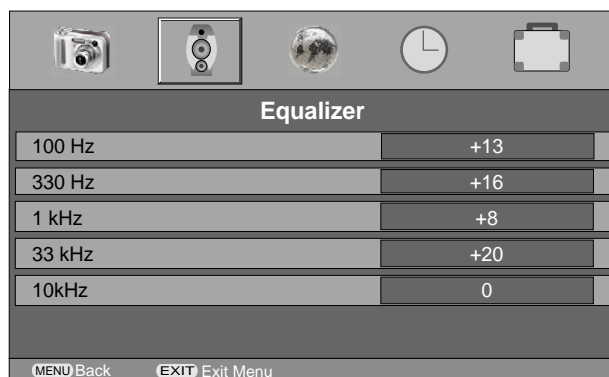 Equalizer
100 Hz +13
330 Hz +16
1 kHz +8
33 kHz +20
10kHz 0
MENU Back EXIT Exit Menu